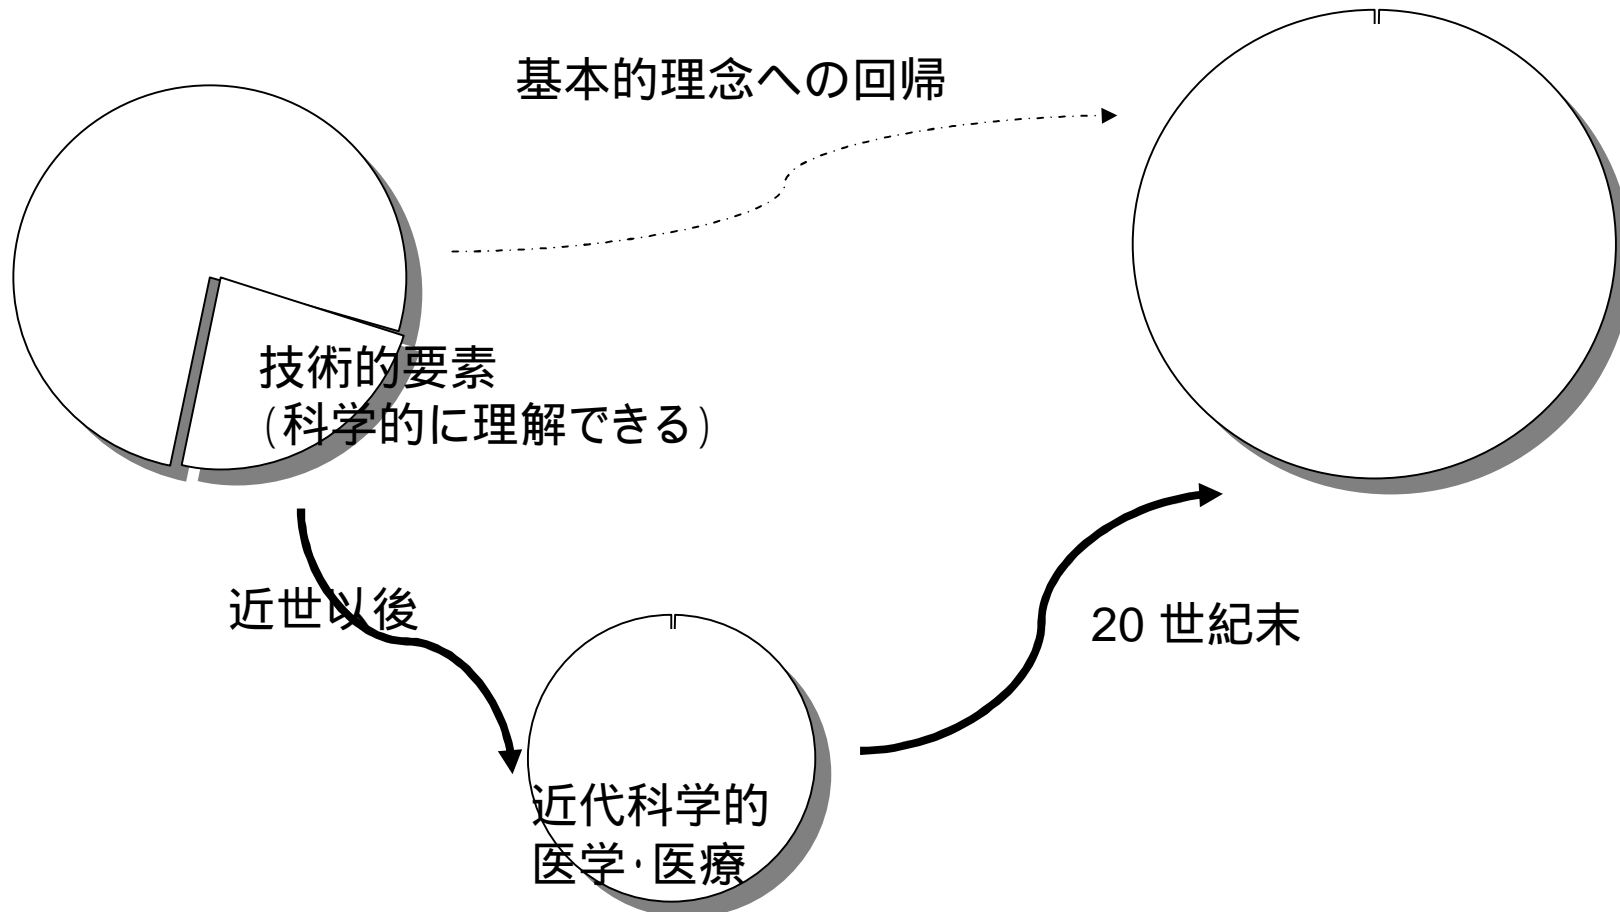 基本的理念への回帰
技術的要素
(科学的に理解できる)
近世以後
20 世紀末
近代科学的
医学･医療